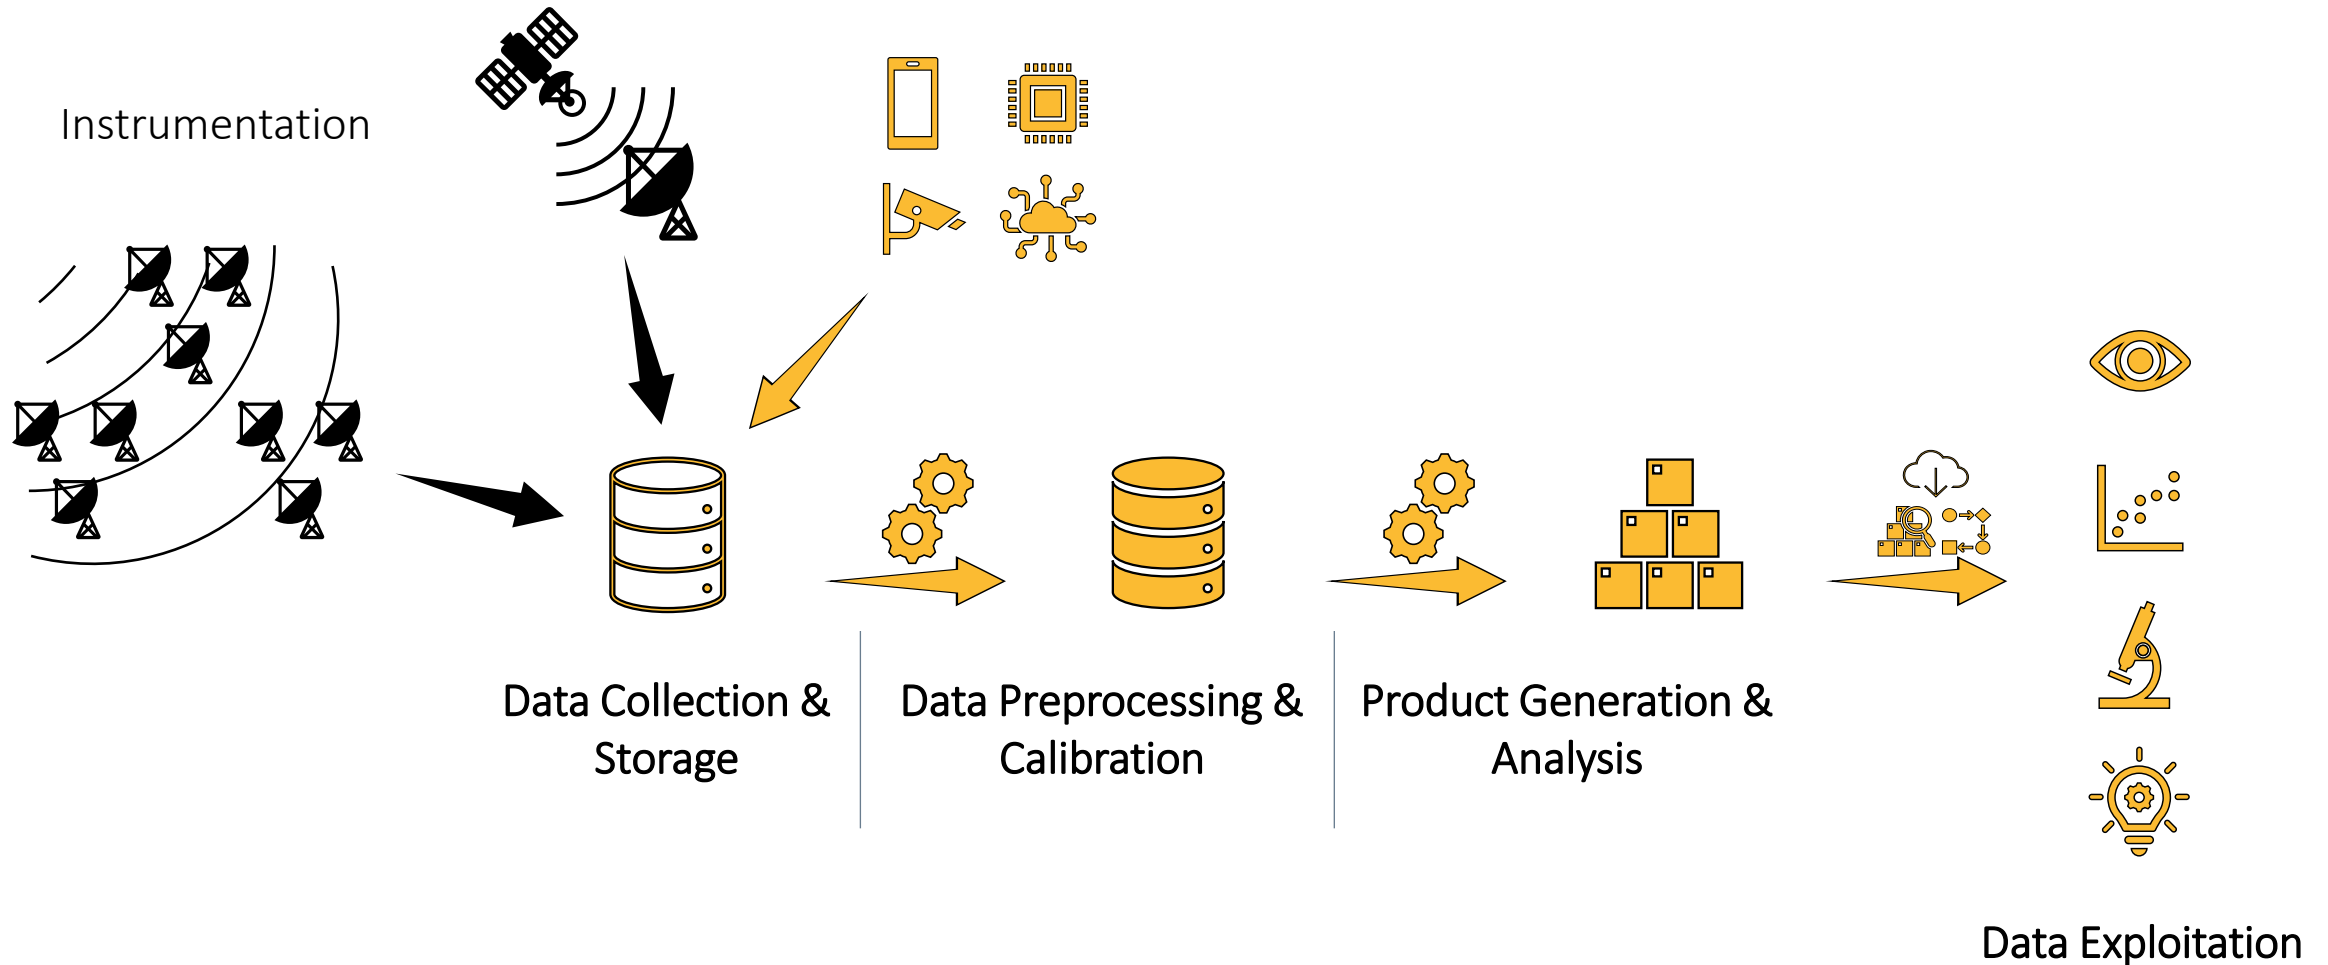 Instrumentation
Data Collection &
Storage
Data Preprocessing &
Calibration
Product Generation &
Analysis
Data Exploitation